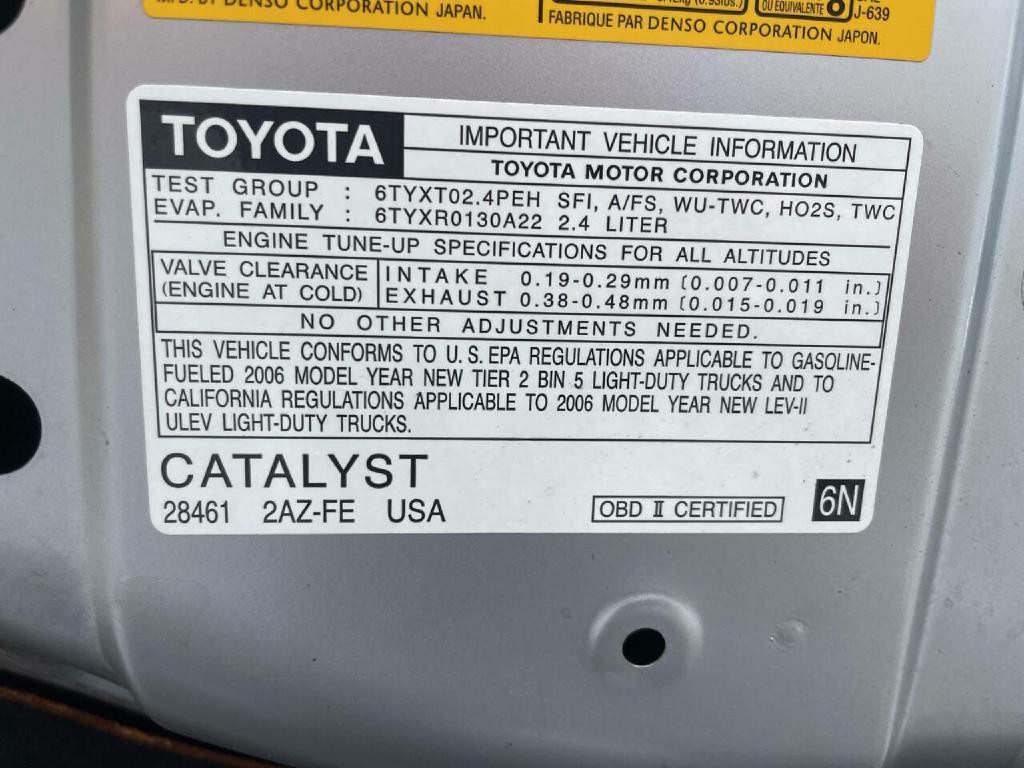 MFD. BY DENSO CORPORATION JAPAN.
OU ÉQUIVALENTE
J-639
FABRIQUE PAR DENSO CORPORATION JAPON.
TOYOTA
IMPORTANT VEHICLE INFORMATION
TOYOTA MOTOR CORPORATION
TEST GROUP : 6TYXT02.4PEH SFI, A/FS, WU-TWC, HO2S, TWC
EVAP. FAMILY : 6TYXR0130A22 2.4 LITER
ENGINE TUNE-UP SPECIFICATIONS FOR ALL ALTITUDES
VALVE CLEARANCE INTAKE 0.19-0.29mm (0.007-0.011 in.)
(ENGINE AT COLD) EXHAUST 0.38-0.48mm (0.015-0.019 in.)
NO OTHER ADJUSTMENTS NEEDED.
THIS VEHICLE CONFORMS TO U.S. EPA REGULATIONS APPLICABLE TO GASOLINE-
FUELED 2006 MODEL YEAR NEW TIER 2 BIN 5 LIGHT-DUTY TRUCKS AND TO
CALIFORNIA REGULATIONS APPLICABLE TO 2006 MODEL YEAR NEW LEV-II
ULEV LIGHT-DUTY TRUCKS.
CATALYST
28461 2AZ-FE USA
OBD II CERTIFIED
6N